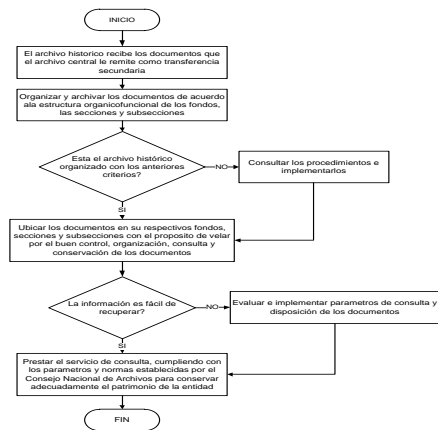 INICIO
El archivo historico recibe los documentos que
el archivo central le remite como transferencia
secundaria
Organizar y archivar los documentos de acuerdo
ala estructura organicofuncional de los fondos,
las secciones y subsecciones
Esta el archivo histórico
organizado con los anteriores
criterios?
NO
Consultar los procedimientos e
implementarlos
SI
Ubicar los documentos en su respectivos fondos,
secciones y subsecciones con el proposito de velar
por el buen control, organización, consulta y
conservación de los documentos
La información es fácil de
recuperar?
NO
Evaluar e implementar parametros de consulta y
disposición de los documentos
SI
Prestar el servicio de consulta, cumpliendo con
los parametros y normas establecidas por el
Consejo Nacional de Archivos para conservar
adecuadamente el patrimonio de la entidad
FIN